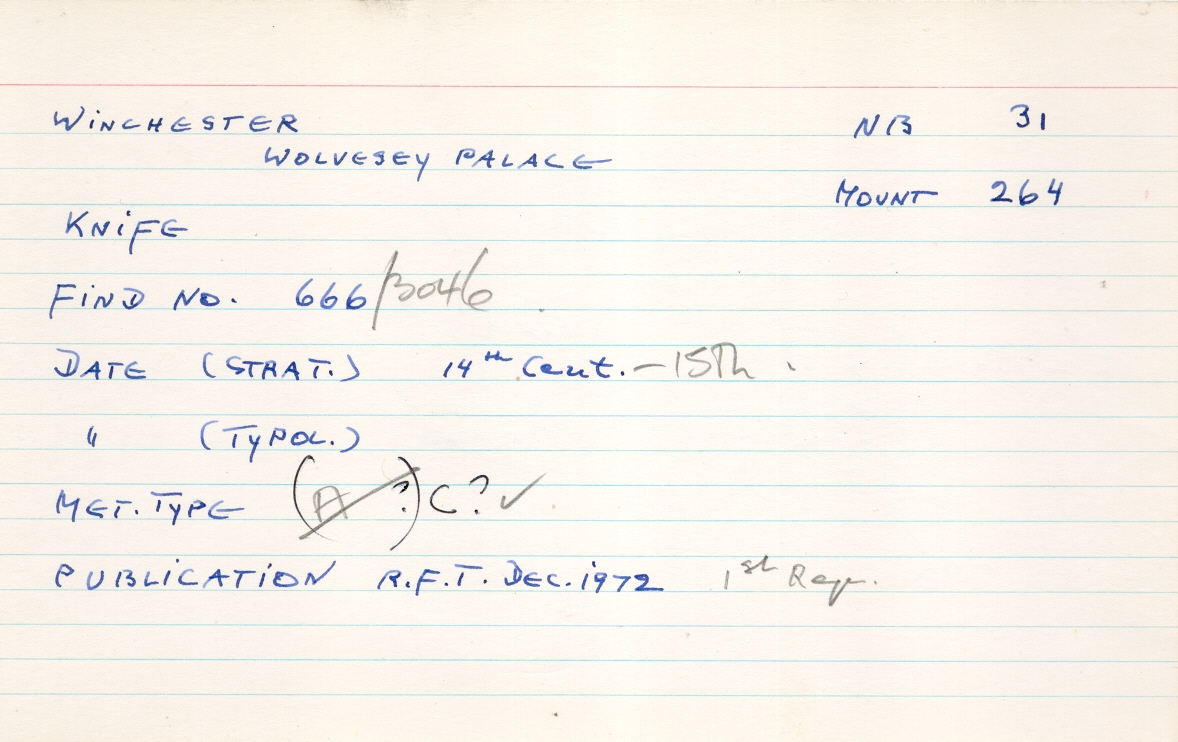 WINCHESTER NB 31
WOLVESEY PALACE
MOUNT 264
KNIFE
FIND NO. 666/3046
DATE (STRAT.) 14th Cent. – 15Th .
" (TYPOL.)
MET. TYPE (A ?) C? ✓
PUBLICATION R.F.T. DEC. 1972 1st Rep.